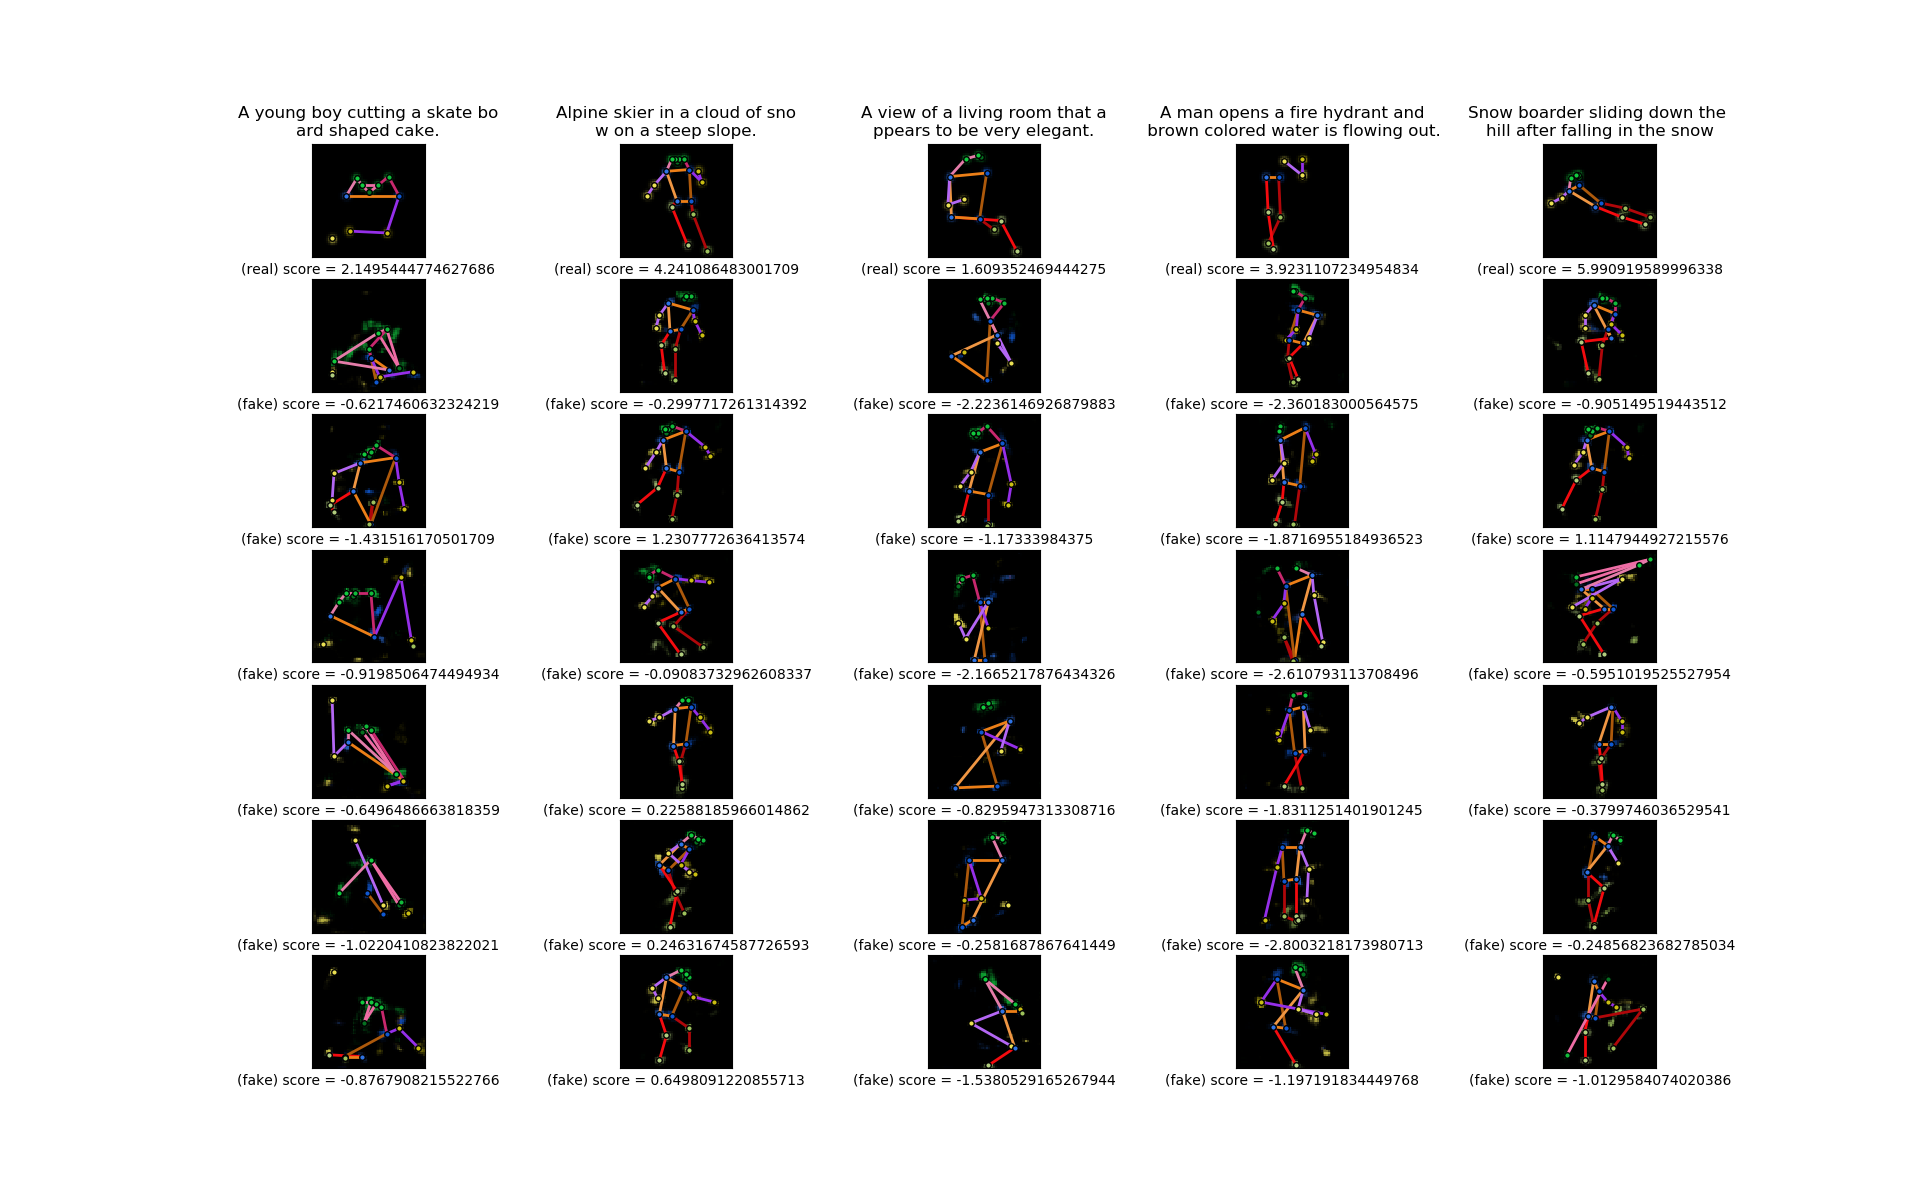 A young boy cutting a skate bo
ard shaped cake.
Alpine skier in a cloud of sno
w on a steep slope.
A view of a living room that a
ppears to be very elegant.
A man opens a fire hydrant and
brown colored water is flowing out.
Snow boarder sliding down the
hill after falling in the snow
(real) score = 2.1495444774627686
(real) score = 4.241086483001709
(real) score = 1.609352469444275
(real) score = 3.9231107234954834
(real) score = 5.990919589996338
(fake) score = -0.6217460632324219
(fake) score = -0.2997717261314392
(fake) score = -2.2236146926879883
(fake) score = -2.360183000564575
(fake) score = -0.905149519443512
(fake) score = -1.431516170501709
(fake) score = 1.2307772636413574
(fake) score = -1.17333984375
(fake) score = -1.8716955184936523
(fake) score = 1.1147944927215576
(fake) score = -0.9198506474494934
(fake) score = -0.09083732962608337
(fake) score = -2.1665217876434326
(fake) score = -2.610793113708496
(fake) score = -0.5951019525527954
(fake) score = -0.6496486663818359
(fake) score = 0.22588185966014862
(fake) score = -0.8295947313308716
(fake) score = -1.8311251401901245
(fake) score = -0.3799746036529541
(fake) score = -1.0220410823822021
(fake) score = 0.24631674587726593
(fake) score = -0.2581687867641449
(fake) score = -2.8003218173980713
(fake) score = -0.24856823682785034
(fake) score = -0.8767908215522766
(fake) score = 0.6498091220855713
(fake) score = -1.5380529165267944
(fake) score = -1.197191834449768
(fake) score = -1.0129584074020386